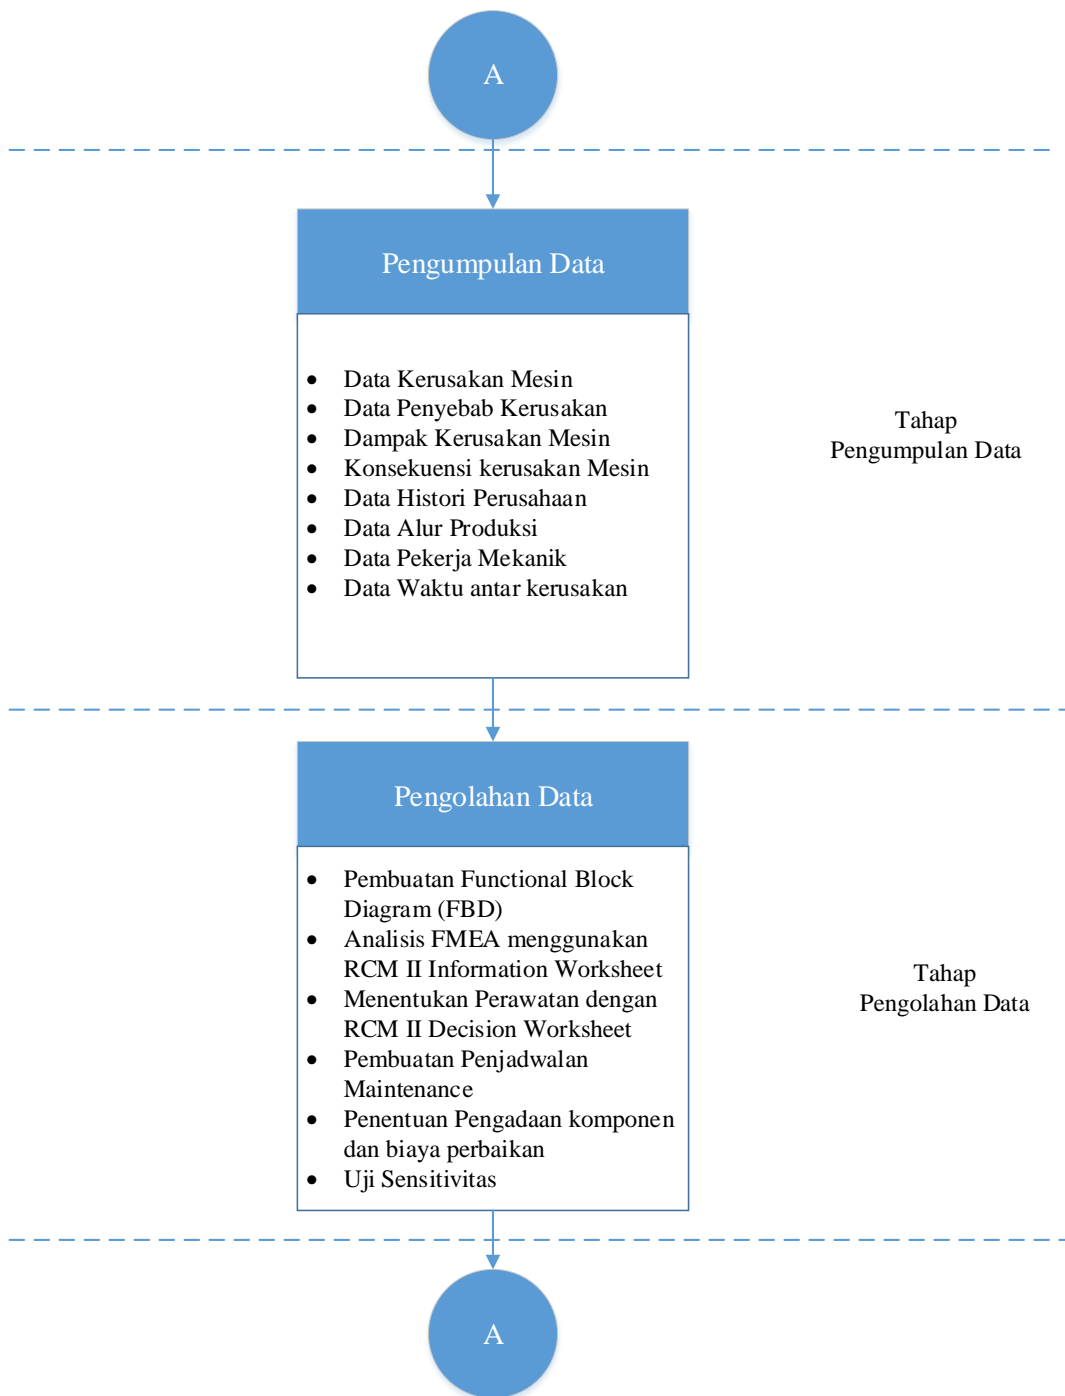 A
Pengumpulan Data
• Data Kerusakan Mesin
• Data Penyebab Kerusakan
• Dampak Kerusakan Mesin
• Konsekuensi kerusakan Mesin
• Data Histori Perusahaan
• Data Alur Produksi
• Data Pekerja Mekanik
• Data Waktu antar kerusakan
Tahap
Pengumpulan Data
Pengolahan Data
• Pembuatan Functional Block
Diagram (FBD)
• Analisis FMEA menggunakan
RCM II Information Worksheet
• Menentukan Perawatan dengan
RCM II Decision Worksheet
• Pembuatan Penjadwalan
Maintenance
• Penentuan Pengadaan komponen
dan biaya perbaikan
• Uji Sensitivitas
Tahap
Pengolahan Data
A